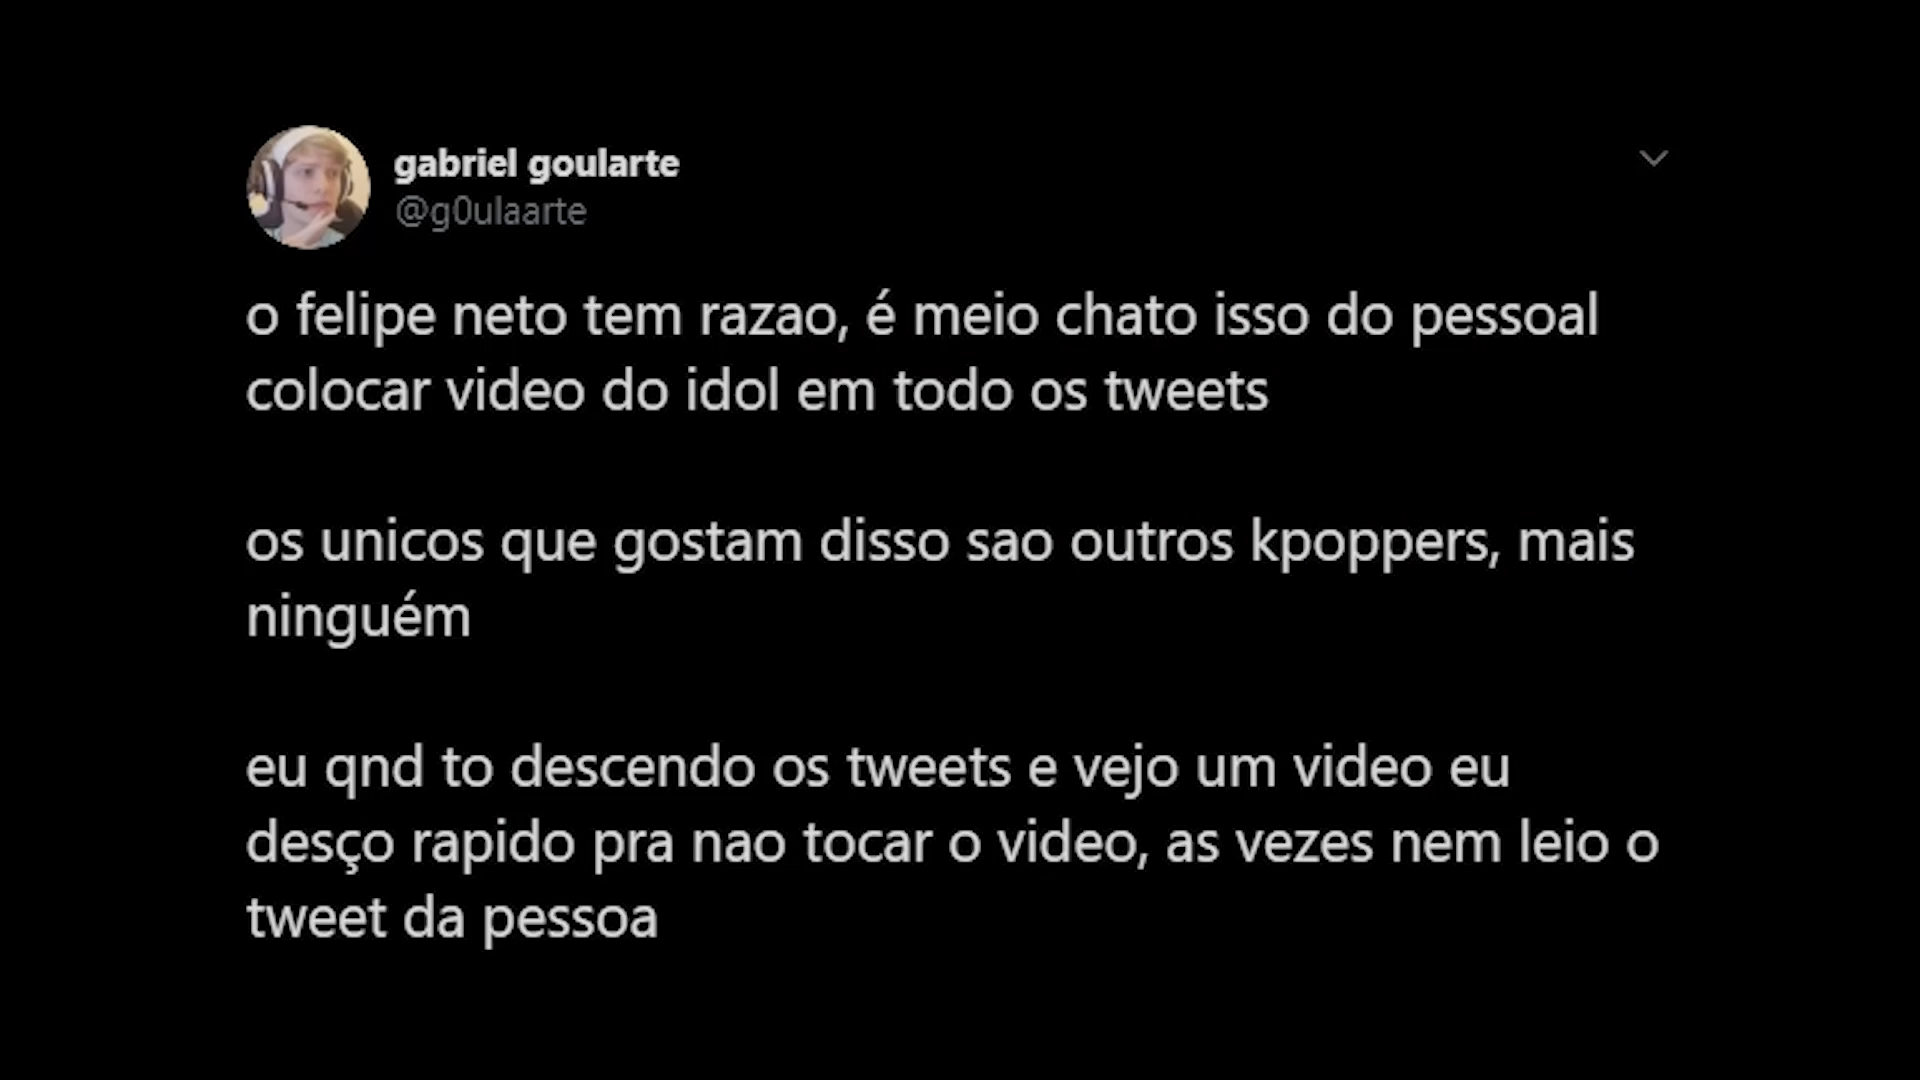 gabriel goularte
@g0ulaarte
o felipe neto tem razao, é meio chato isso do pessoal
colocar video do idol em todo os tweets
os unicos que gostam disso sao outros kpoppers, mais
ninguém
eu qnd to descendo os tweets e vejo um video eu
desço rapido pra nao tocar o video, as vezes nem leio o
tweet da pessoa